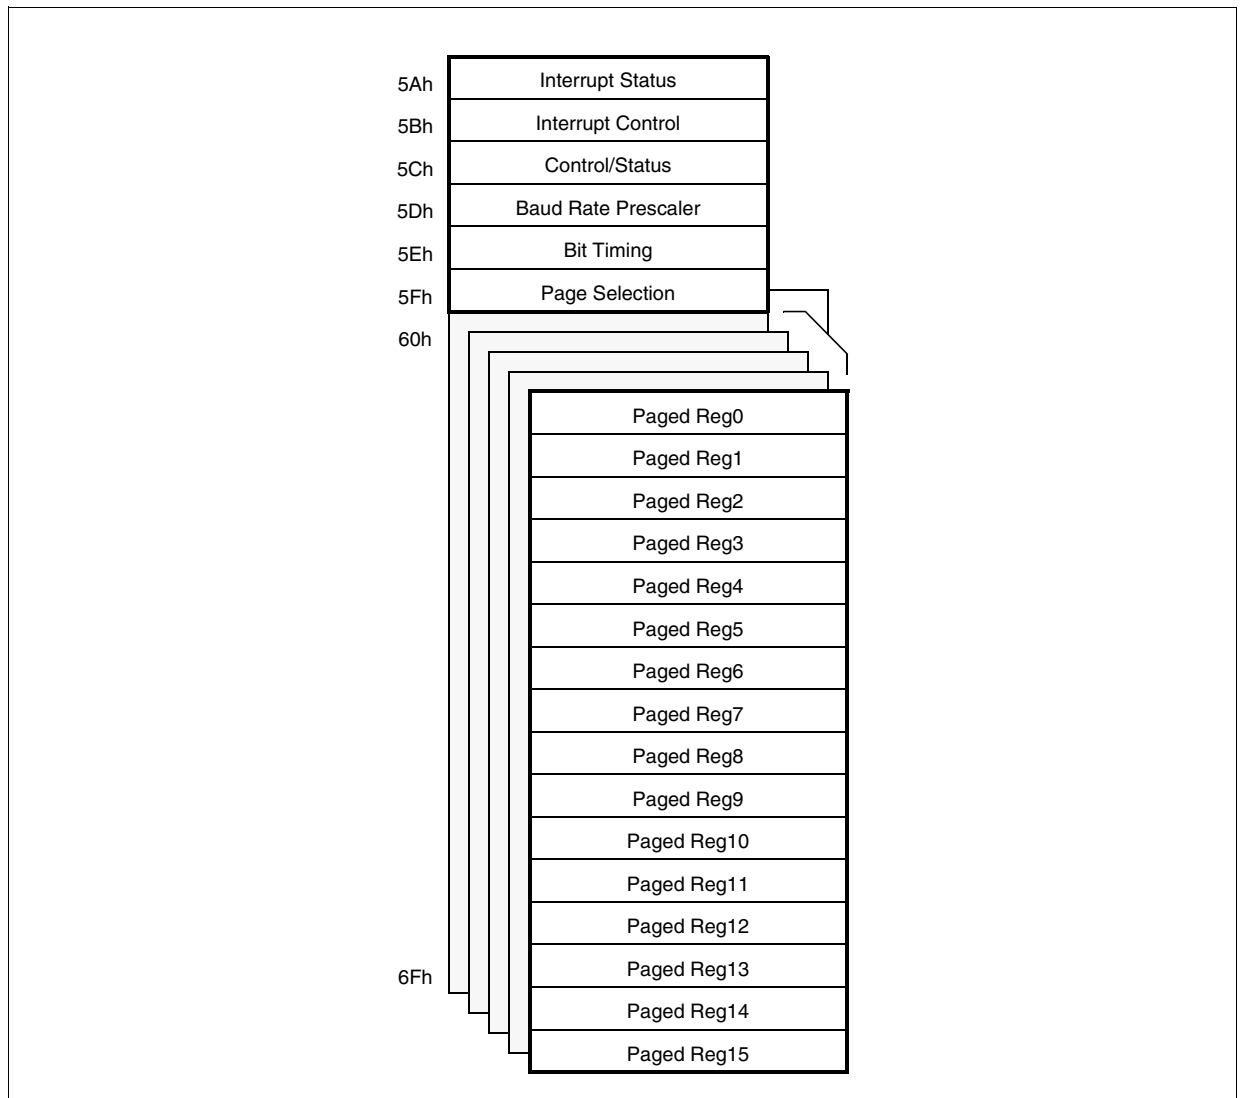 5Ah Interrupt Status
5Bh Interrupt Control
5Ch Control/Status
5Dh Baud Rate Prescaler
5Eh Bit Timing
5Fh Page Selection
60h
Paged Reg0
Paged Reg1
Paged Reg2
Paged Reg3
Paged Reg4
Paged Reg5
Paged Reg6
Paged Reg7
Paged Reg8
Paged Reg9
Paged Reg10
Paged Reg11
Paged Reg12
6Fh Paged Reg13
Paged Reg14
Paged Reg15